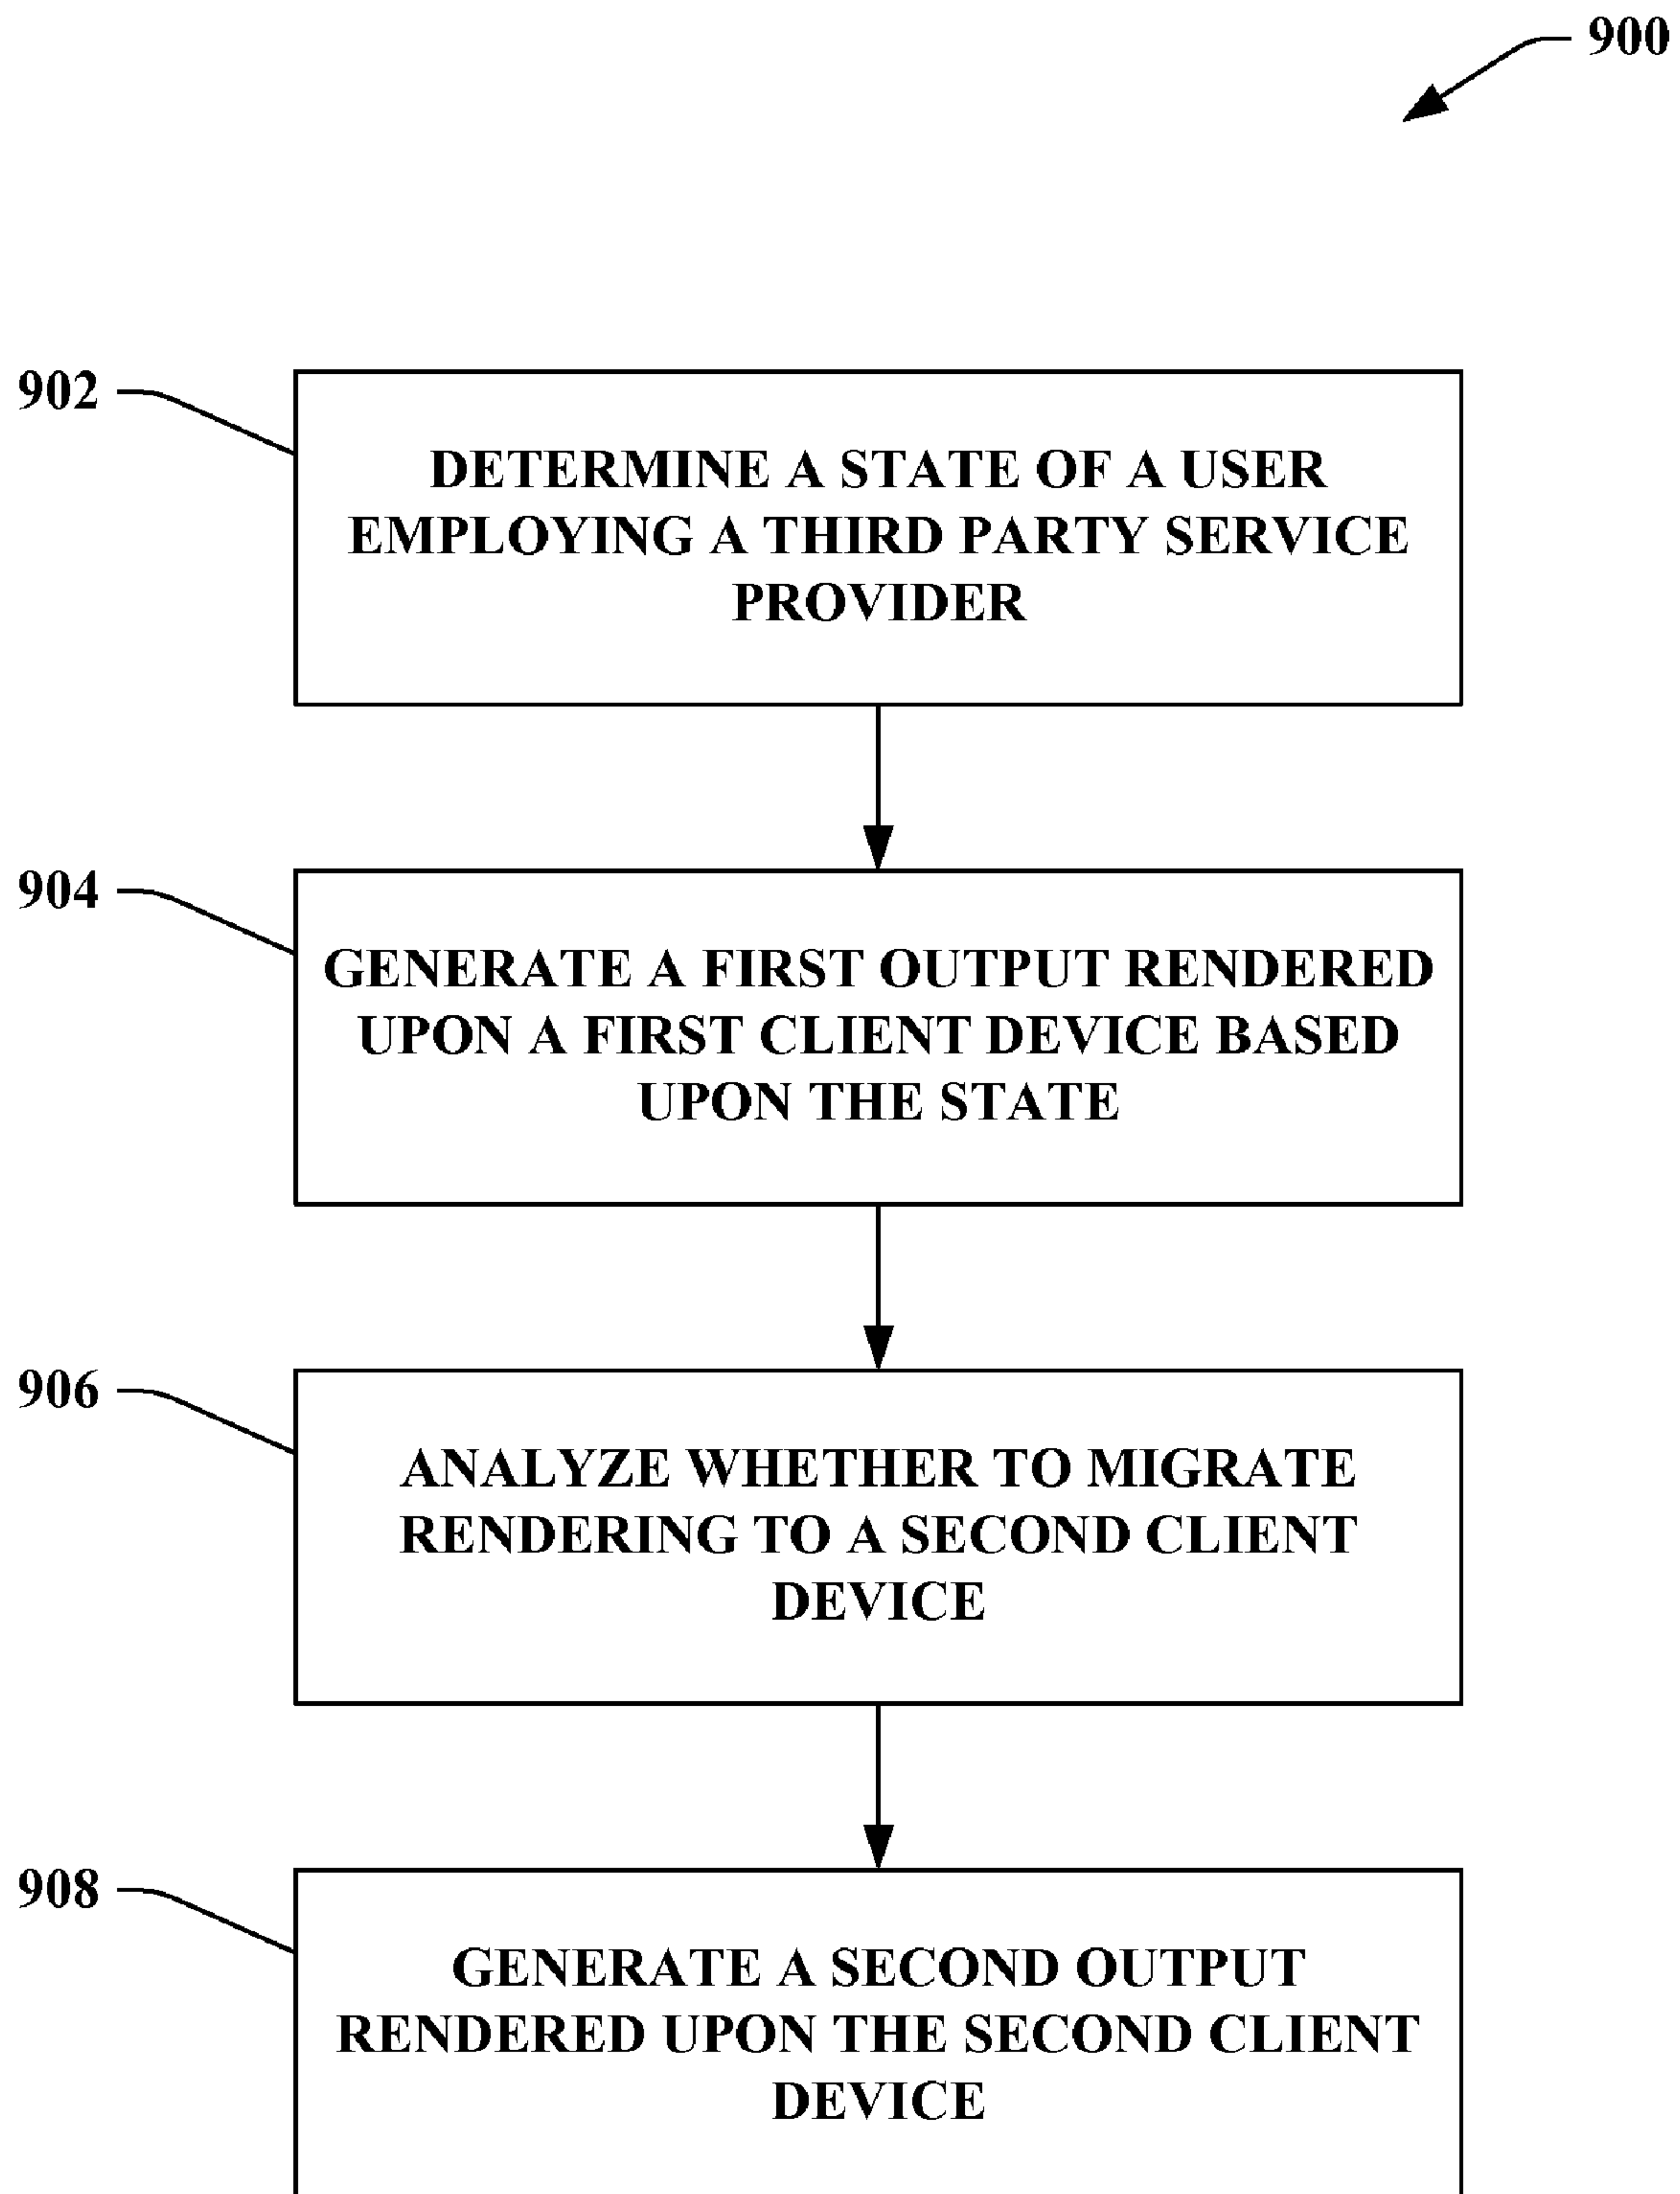 900
902
DETERMINE A STATE OF A USER
EMPLOYING A THIRD PARTY SERVICE
PROVIDER
904
GENERATE A FIRST OUTPUT RENDERED
UPON A FIRST CLIENT DEVICE BASED
UPON THE STATE
906
ANALYZE WHETHER TO MIGRATE
RENDERING TO A SECOND CLIENT
DEVICE
908
GENERATE A SECOND OUTPUT
RENDERED UPON THE SECOND CLIENT
DEVICE